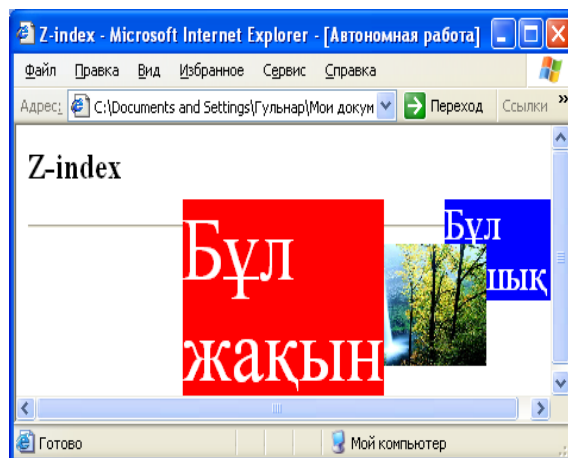 Z-index - Microsoft Internet Explorer - [Автономная работа]
Файл Правка Вид Избранное Сервис Справка
Адрес: C:\Documents and Settings\Гульнар\Мои докум Переход Ссылки »
Z-index
Бұл
жақын
Бұл
шық
Готово Мой компьютер